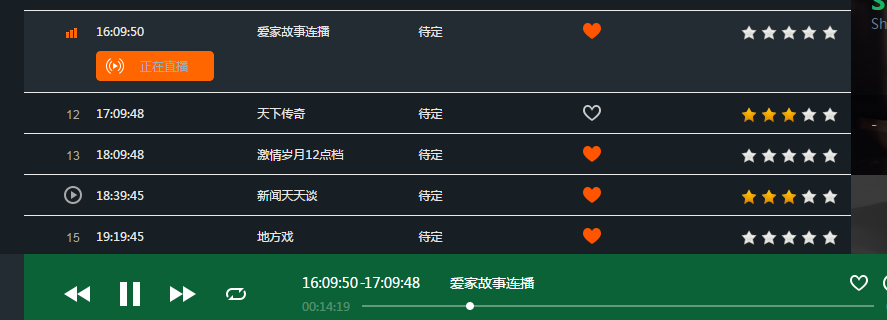 S
Sh
16:09:50 爱家故事连播 待定
正在直播
12 17:09:48 天下传奇 待定
13 18:09:48 激情岁月12点档 待定
18:39:45 新闻天天谈 待定
15 19:19:45 地方戏 待定
16:09:50 -17:09:48 爱家故事连播
00:14:19